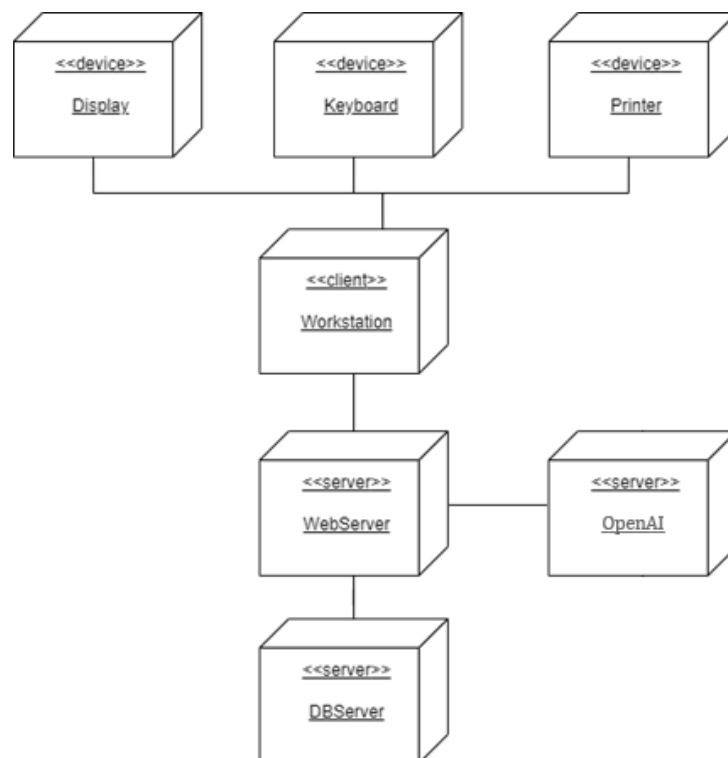 <<device>>
Display
<<device>>
Keyboard
<<device>>
Printer
<<client>>
Workstation
<<server>>
WebServer
<<server>>
OpenAI
<<server>>
DBServer